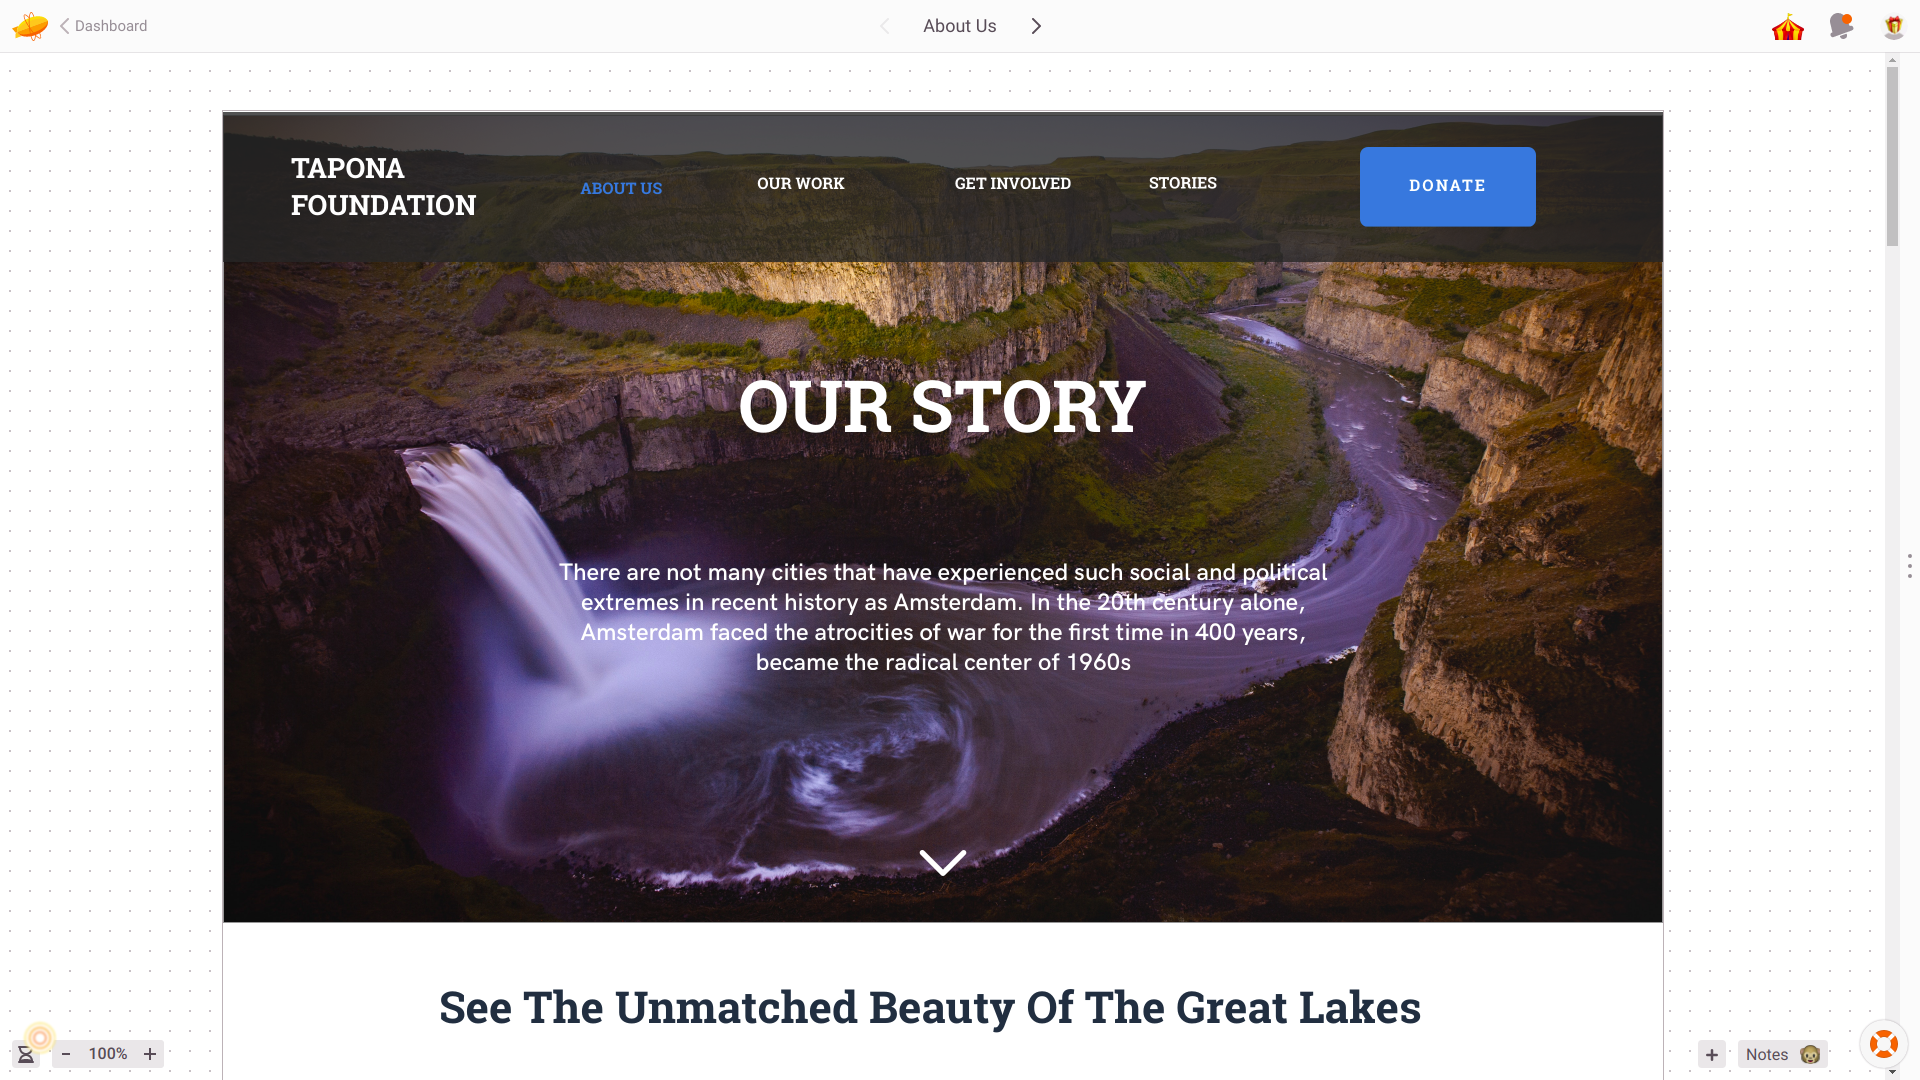 Dashboard
About Us
TAPONA
FOUNDATION
ABOUT US
OUR WORK
GET INVOLVED
STORIES
DONATE
OUR STORY
There are not many cities that have experienced such social and political
extremes in recent history as Amsterdam. In the 20th century alone,
Amsterdam faced the atrocities of war for the first time in 400 years,
became the radical center of 1960s
See The Unmatched Beauty Of The Great Lakes
- 100% +
+ Notes